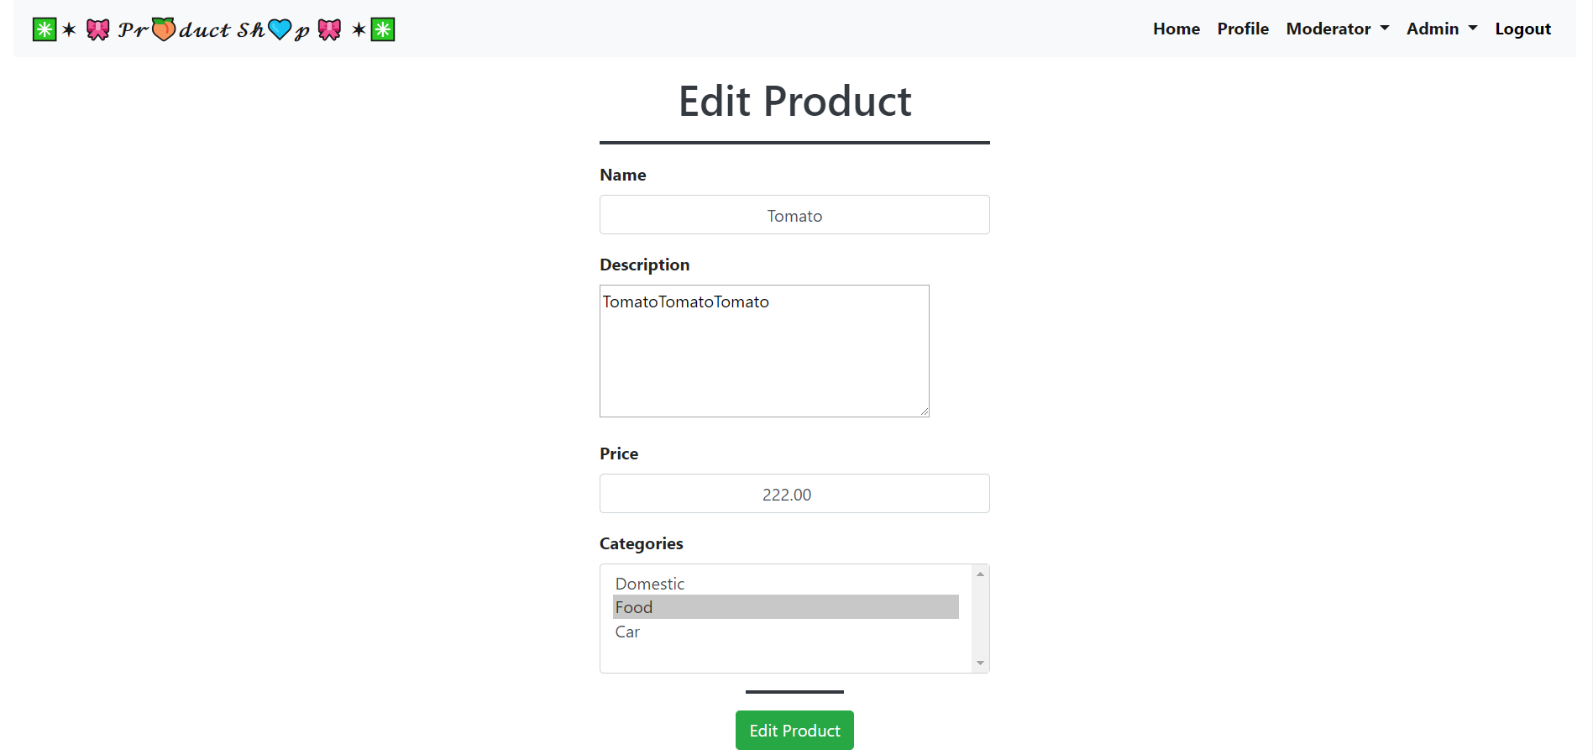 ✳️✶ 🎀 𝒫𝓇🍑𝒹𝓊𝒸𝓉 𝒮𝒽💙𝓅 🎀 ✶✳️
Home Profile Moderator Admin Logout
Edit Product
Name
Tomato
Description
TomatoTomatoTomato
Price
222.00
Categories
Domestic
Food
Car
Edit Product